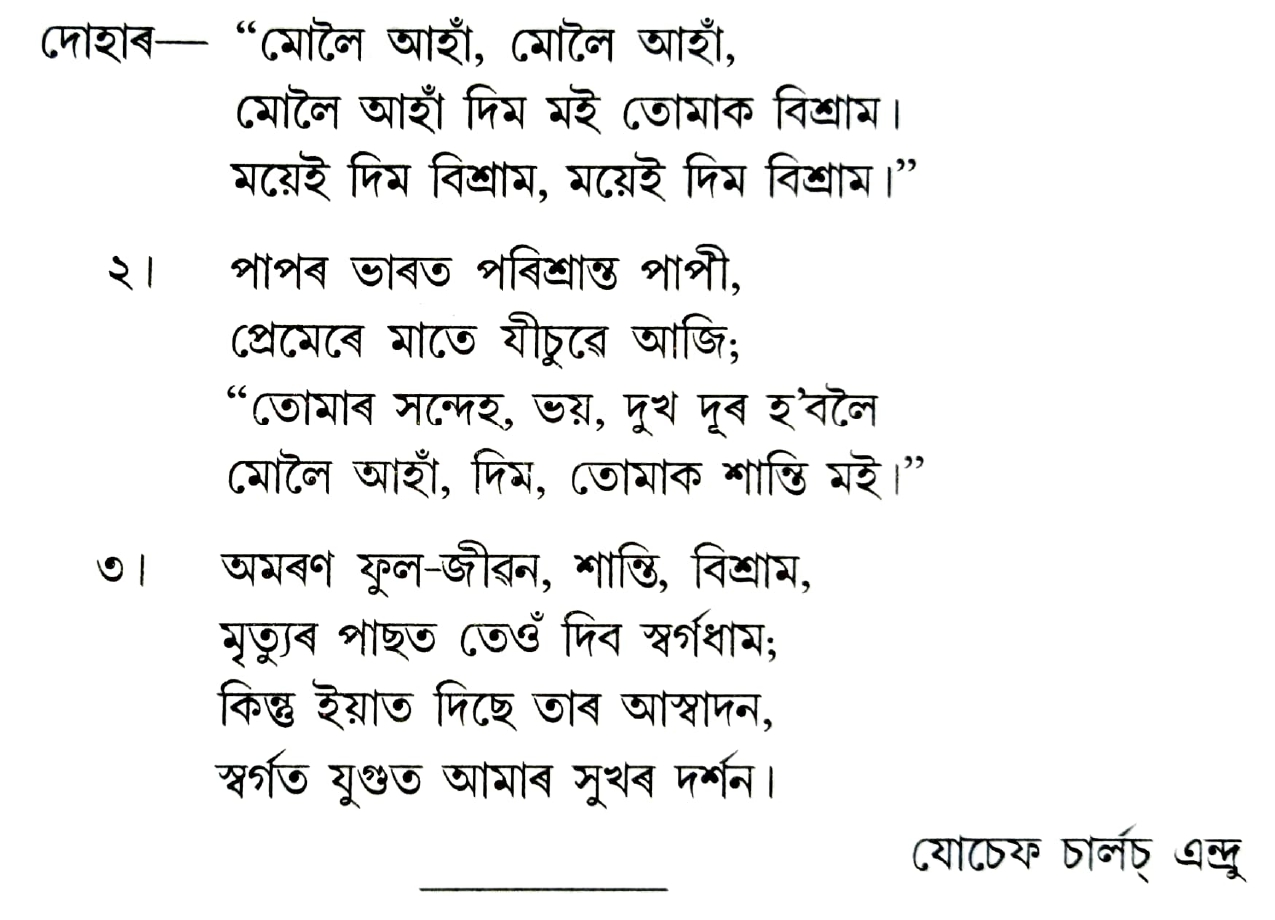 দোহাৰ— “মোলৈ আহাঁ, মোলৈ আহাঁ,
মোলৈ আহাঁ দিম মই তোমাক বিশ্ৰাম।
ময়েই দিম বিশ্ৰাম, ময়েই দিম বিশ্ৰাম।”
২। পাপৰ ভাৰত পৰিশ্ৰান্ত পাপী,
প্ৰেমেৰে মাতে যীচুৱে আজি;
“তোমাৰ সন্দেহ, ভয়, দুখ দূৰ হ’বলৈ
মোলৈ আহাঁ, দিম, তোমাক শান্তি মই।”
৩। অমৰণ ফুল-জীৱন, শান্তি, বিশ্ৰাম,
মৃত্যুৰ পাছত তেওঁ দিব স্বৰ্গধাম;
কিন্তু ইয়াত দিছে তাৰ আস্বাদন,
স্বৰ্গত যুগুত আমাৰ সুখৰ দৰ্শন।
যোচেফ চাৰ্লচ্ এন্দ্ৰু